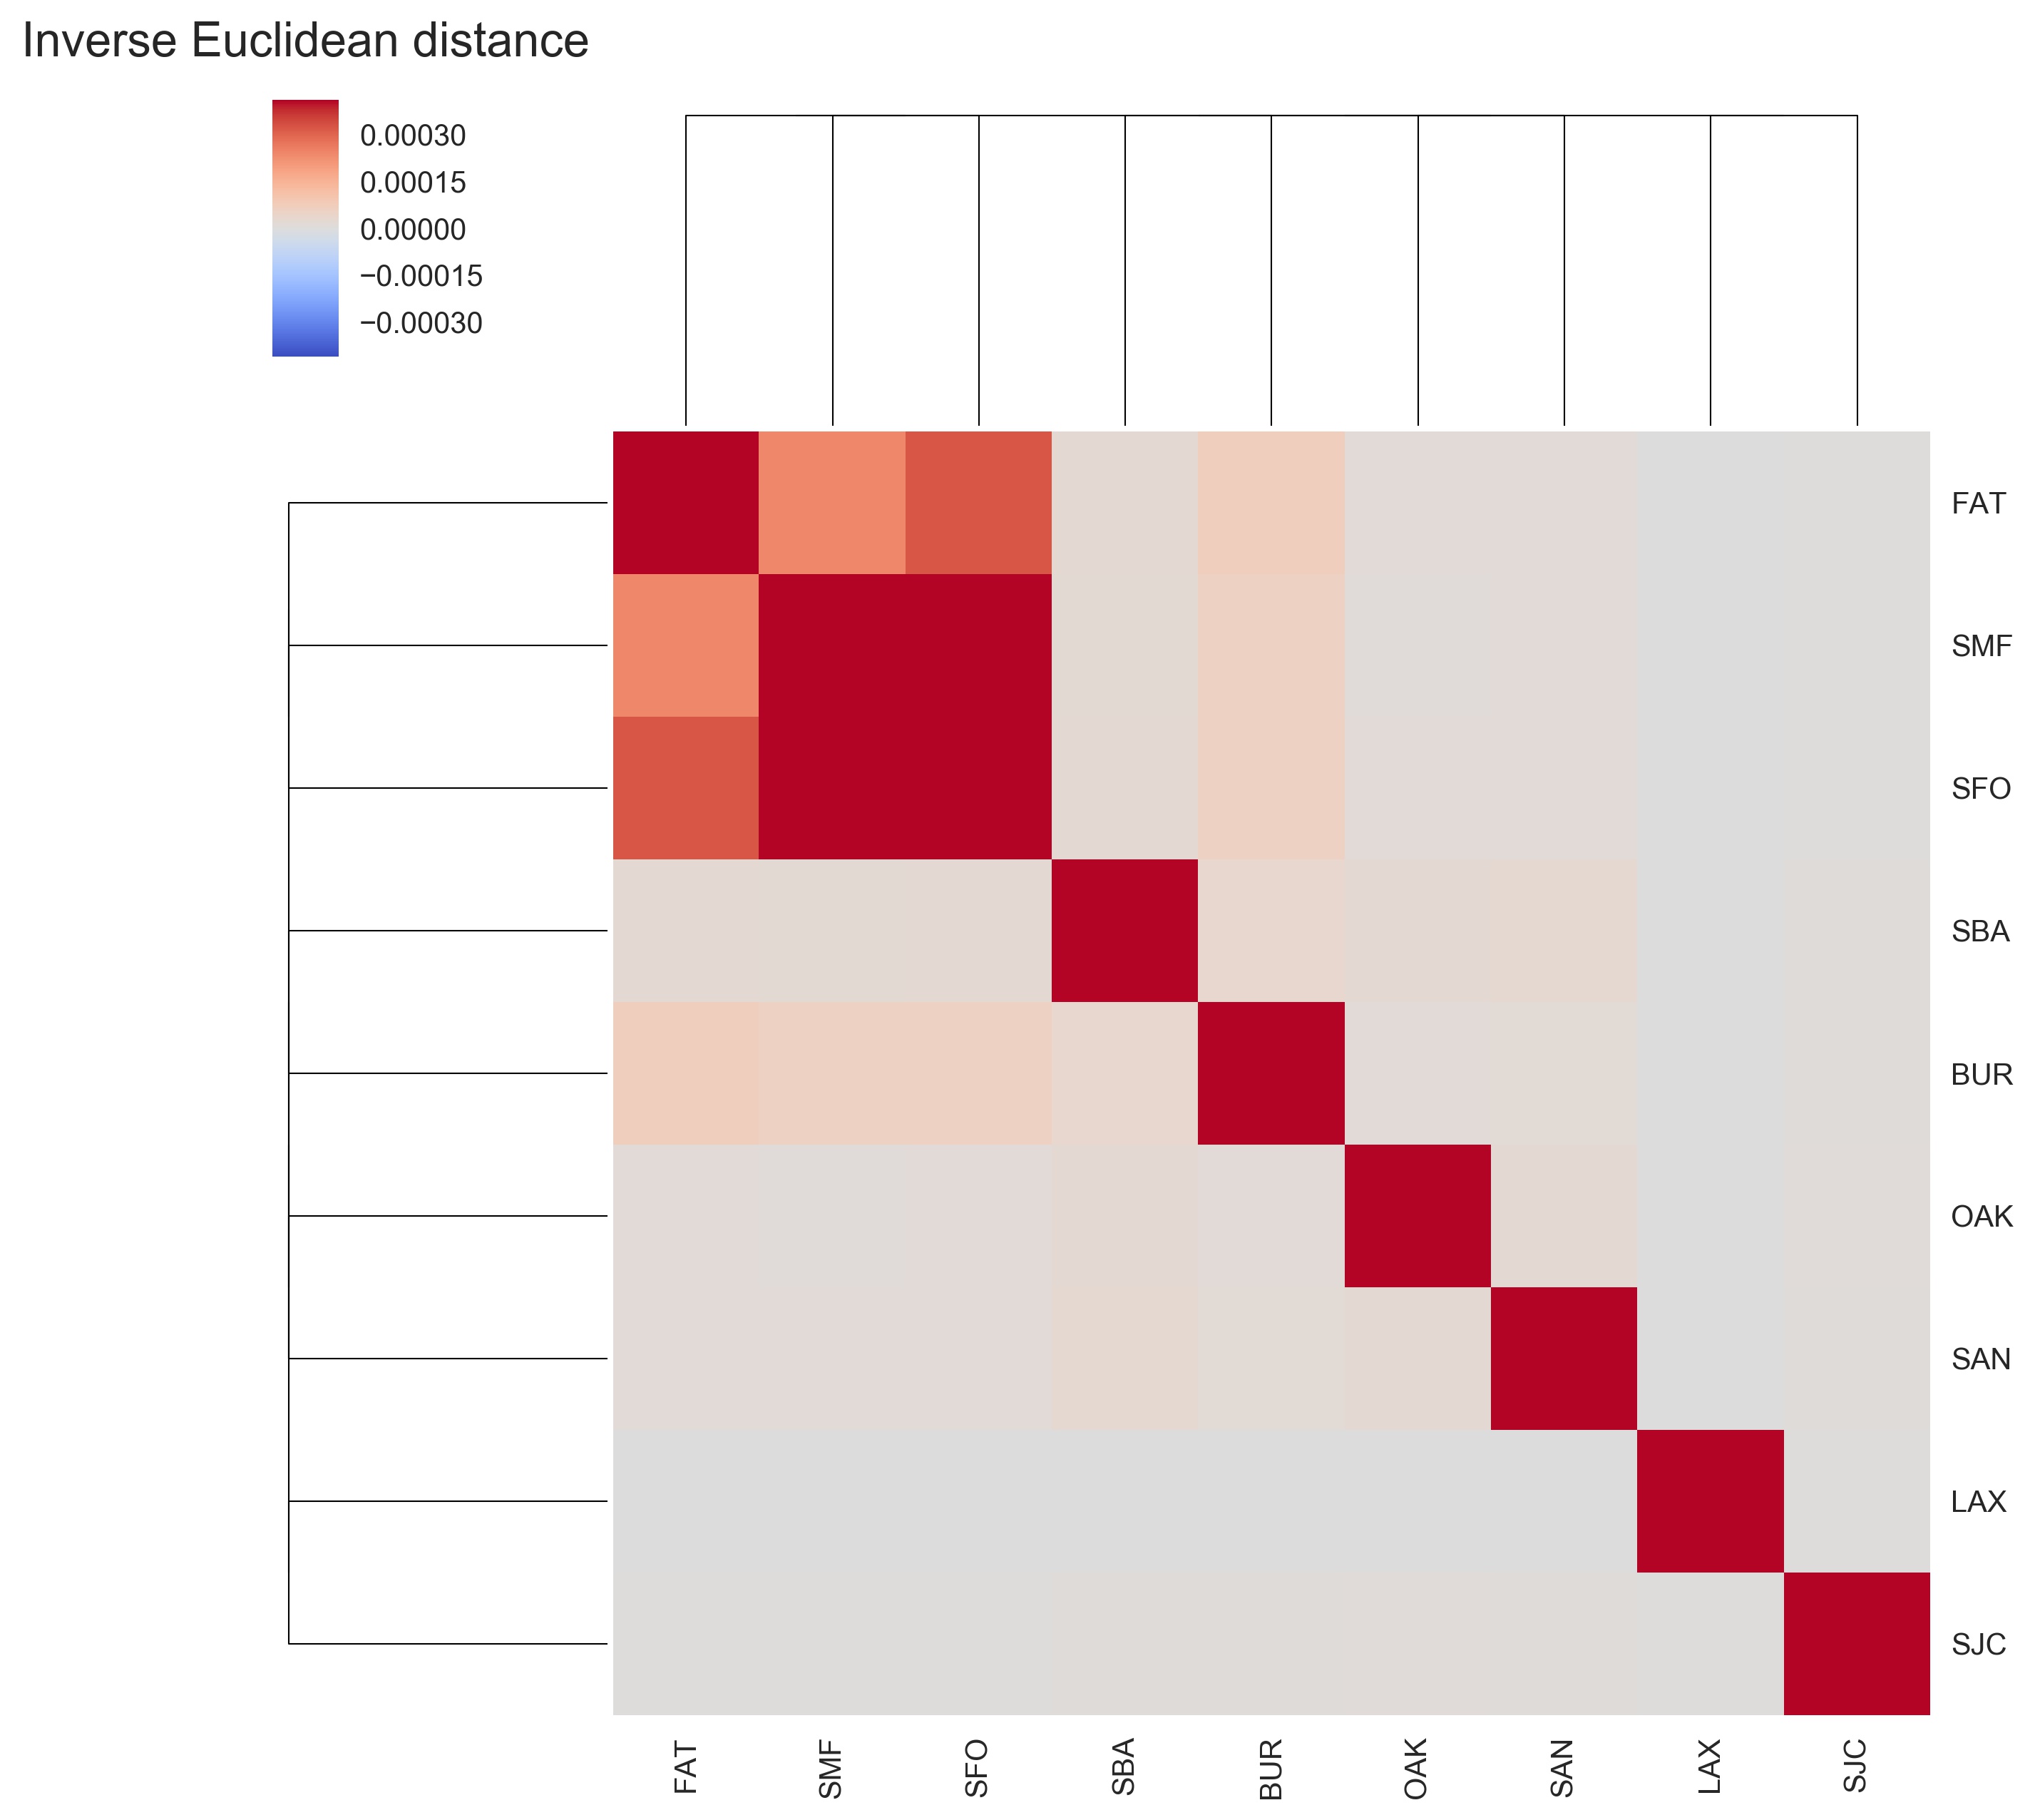 Inverse Euclidean distance
0.00030
0.00015
0.00000
−0.00015
−0.00030
FAT
SMF
SFO
SBA
BUR
OAK
SAN
LAX
SJC
FAT
SMF
SFO
SBA
BUR
OAK
SAN
LAX
SJC